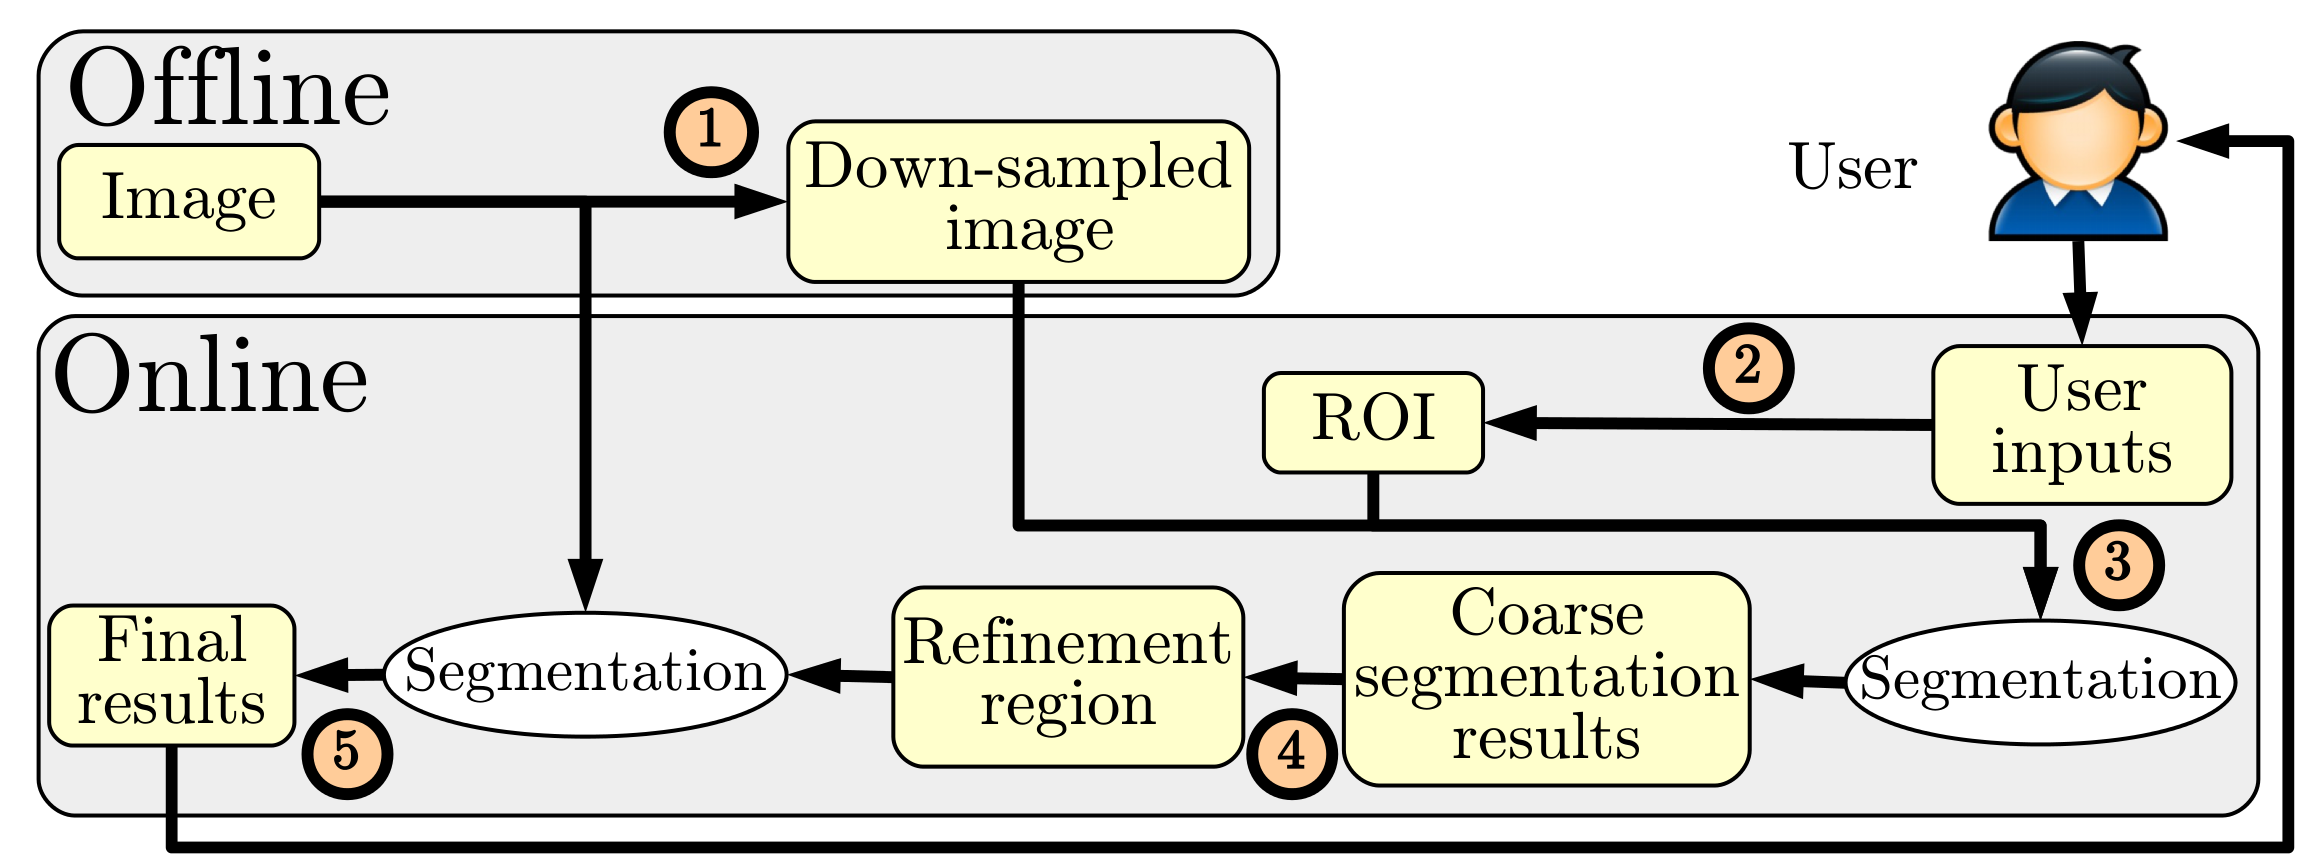 Offline
1
Image
Down-sampled
image
User
Online
2
ROI
User
inputs
3
Final
results
Segmentation
Refinement
region
Coarse
segmentation
results
Segmentation
5
4